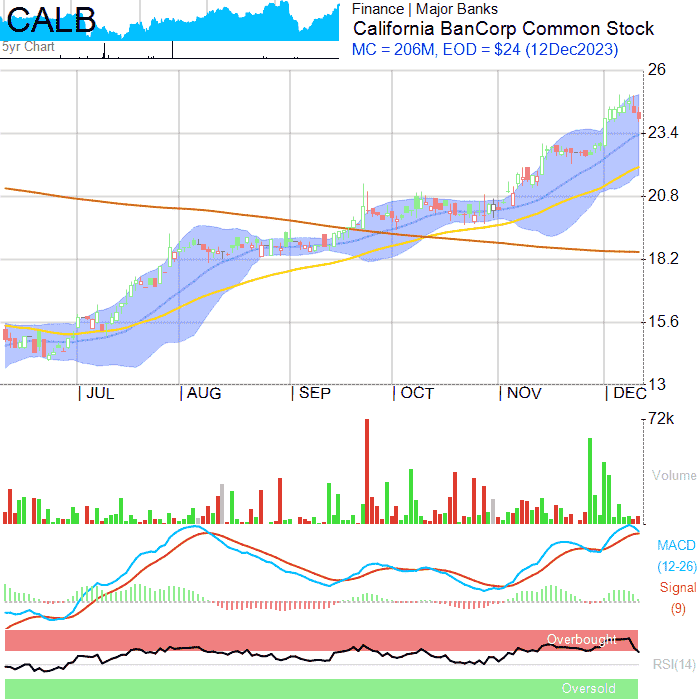 CALB
5yr Chart
Finance | Major Banks
California BanCorp Common Stock
MC = 206M, EOD = $24 (12Dec2023)
26
23.4
20.8
18.2
15.6
13
JUL
AUG
SEP
OCT
NOV
DEC
72k
Volume
MACD
(12-26)
Signal
(9)
Overbought
RSI(14)
Oversold